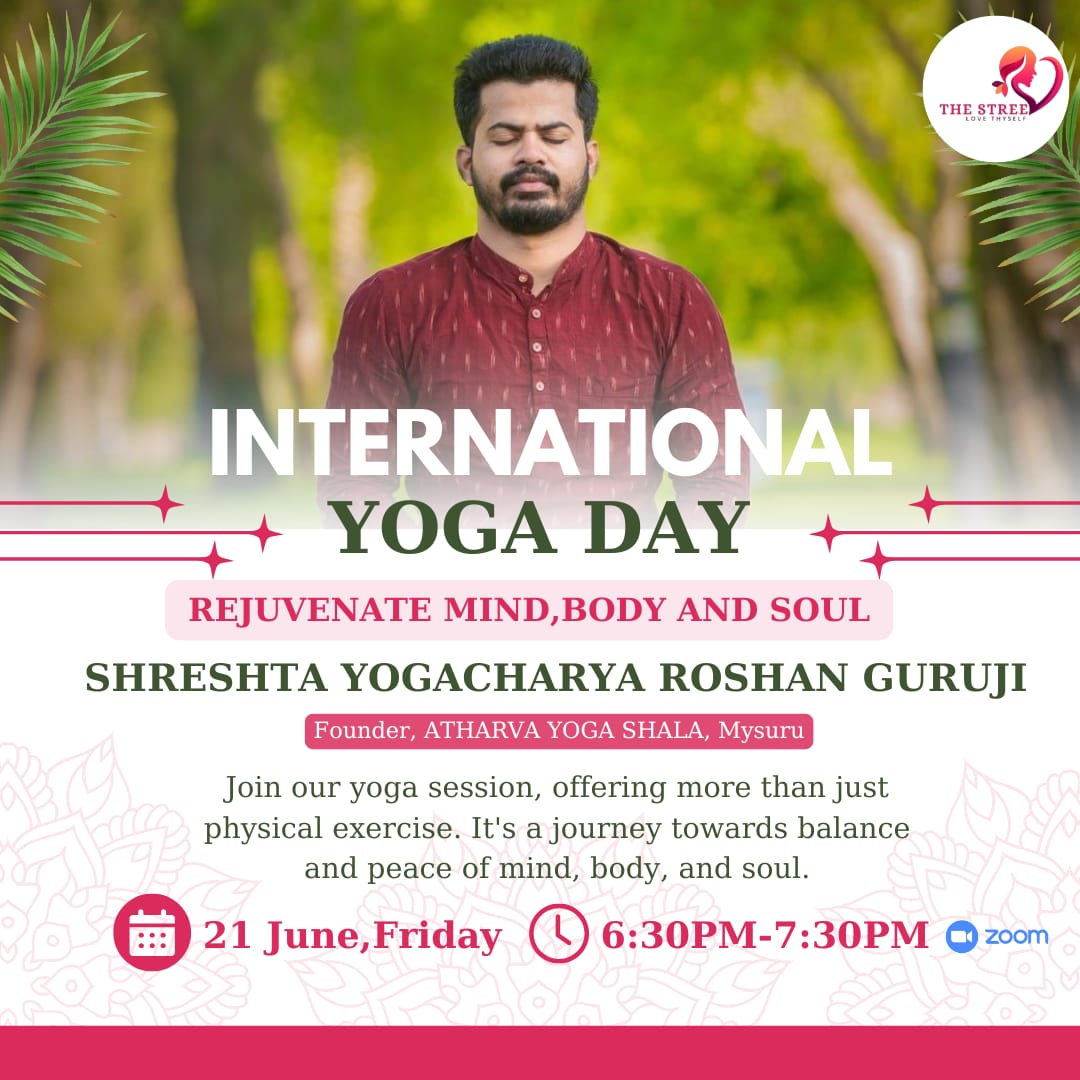 THE STREE
LOVE THYSELF
INTERNATIONAL
YOGA DAY
REJUVENATE MIND,BODY AND SOUL
SHRESHTA YOGACHARYA ROSHAN GURUJI
Founder, ATHARVA YOGA SHALA, Mysuru
Join our yoga session, offering more than just
physical exercise. It's a journey towards balance
and peace of mind, body, and soul.
21 June,Friday 6:30PM-7:30PM zoom